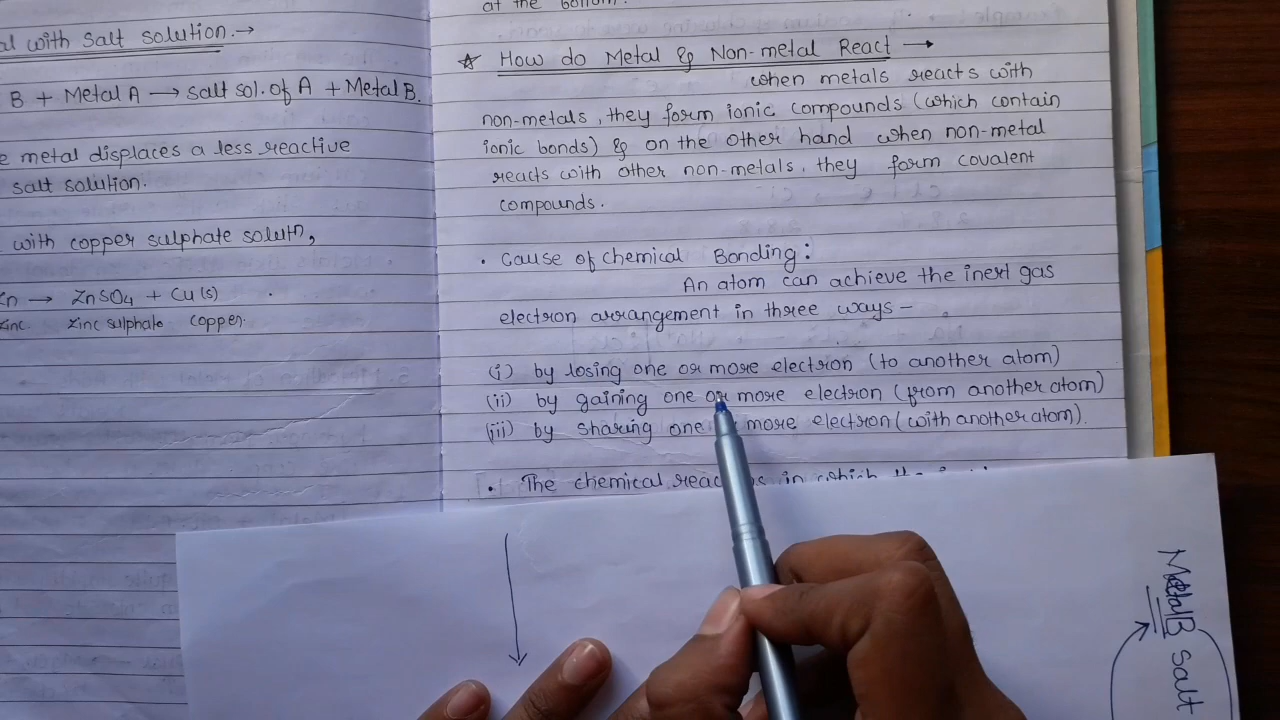 al with salt solution.→
B + Metal A → salt sol. of A + Metal B.
e metal displaces a less reactive
salt solution.
with copper sulphate solutn,
Zn → ZnSO4 + Cu(s)
zinc. zinc sulphate copper.
at the bottom.
☆ How do Metal & Non-metal React →
when metals reacts with
non-metals, they form ionic compounds (which contain
ionic bonds) & on the other hand when non-metal
reacts with other non-metals, they form covalent
compounds.
• Cause of chemical Bonding:
An atom can achieve the inert gas
electron arrangement in three ways –
(i) by losing one or more electron (to another atom)
(ii) by gaining one or more electron (from another atom)
(iii) by sharing one more electron (with another atom).
• The chemical in which
Metal B salt